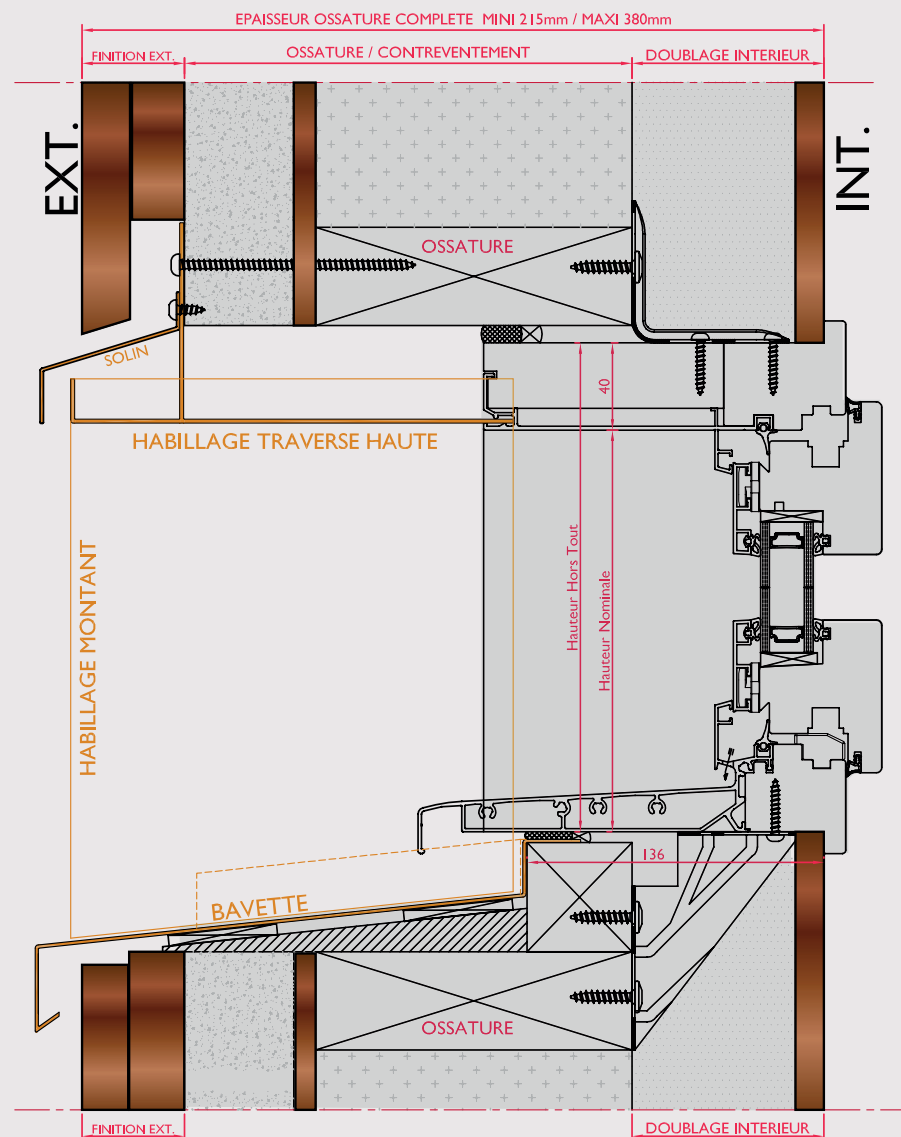 EPAISSEUR OSSATURE COMPLETE MINI 215mm / MAXI 380mm
FINITION EXT.
OSSATURE / CONTREVENTEMENT
DOUBLAGE INTERIEUR
EXT.
INT.
OSSATURE
SOLIN
40
HABILLAGE TRAVERSE HAUTE
HABILLAGE MONTANT
Hauteur Hors Tout
Hauteur Nominale
136
BAVETTE
OSSATURE
FINITION EXT.
DOUBLAGE INTERIEUR